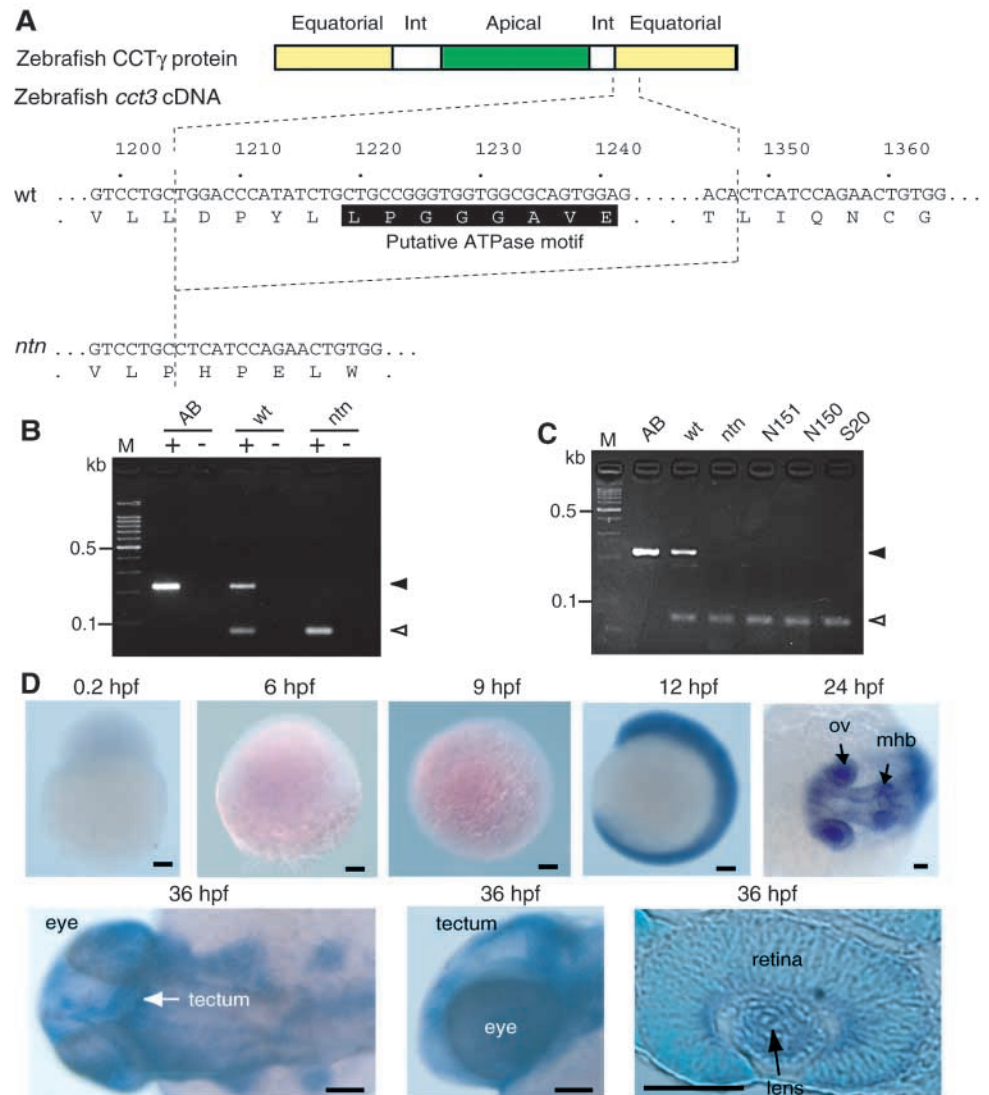 A
Equatorial Int Apical Int Equatorial
Zebrafish CCTγ protein
Zebrafish cct3 cDNA
1200 1210 1220 1230 1240 1350 1360
wt ...GTCCTGCTGGACCCATATCTGCTGCCGGGTGGTGGCGCAGTGGAG..... ACACTCATCCAGAACTGTGG...
. V L L D P Y L L P G G G A V E . T L I Q N C G .
Putative ATPase motif
ntn ...GTCCTGCCTCATCCAGAACTGTGG...
. V L P H P E L W .
B
AB wt ntn
M + - + - + -
kb
0.5
0.1
C
M AB wt ntn N151 N150 S20
kb
0.5
0.1
D
0.2 hpf 6 hpf 9 hpf 12 hpf 24 hpf
ov
mhb
36 hpf 36 hpf 36 hpf
eye
tectum
tectum
eye
retina
lens